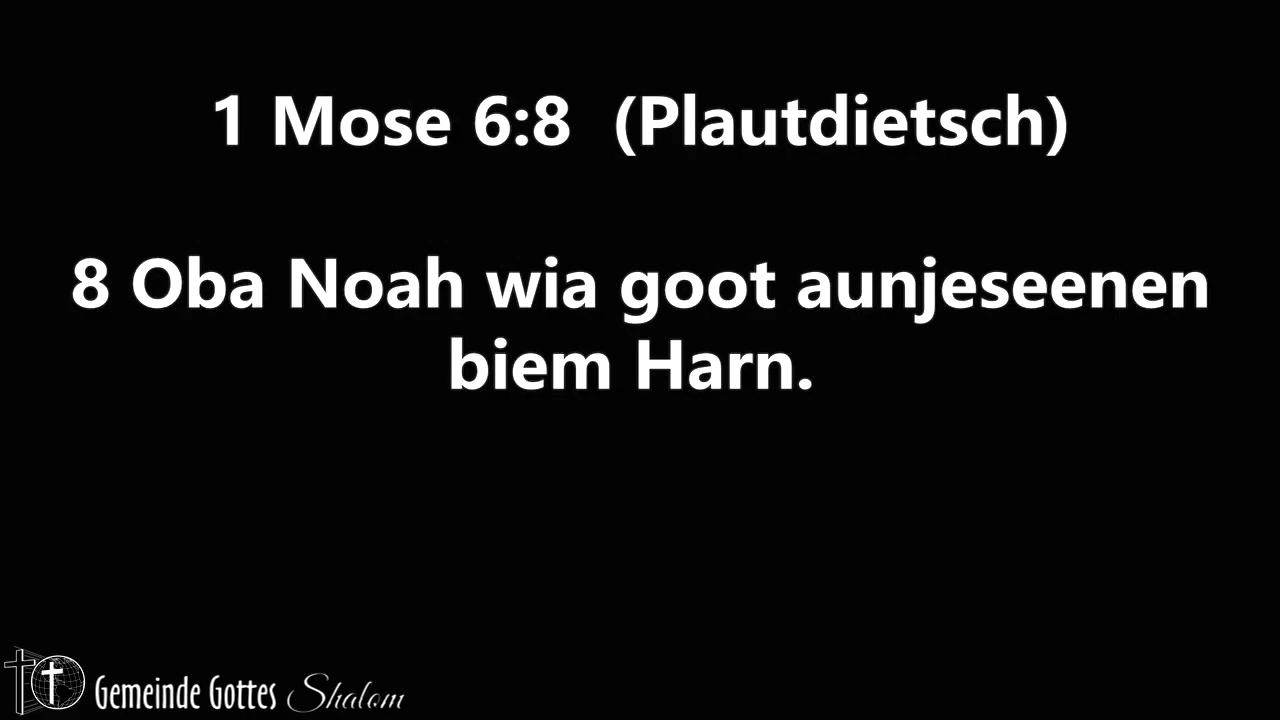 1 Mose 6:8 (Plautdietsch)
8 Oba Noah wia goot aunjeseenen
biem Harn.
Gemeinde Gottes Shalom